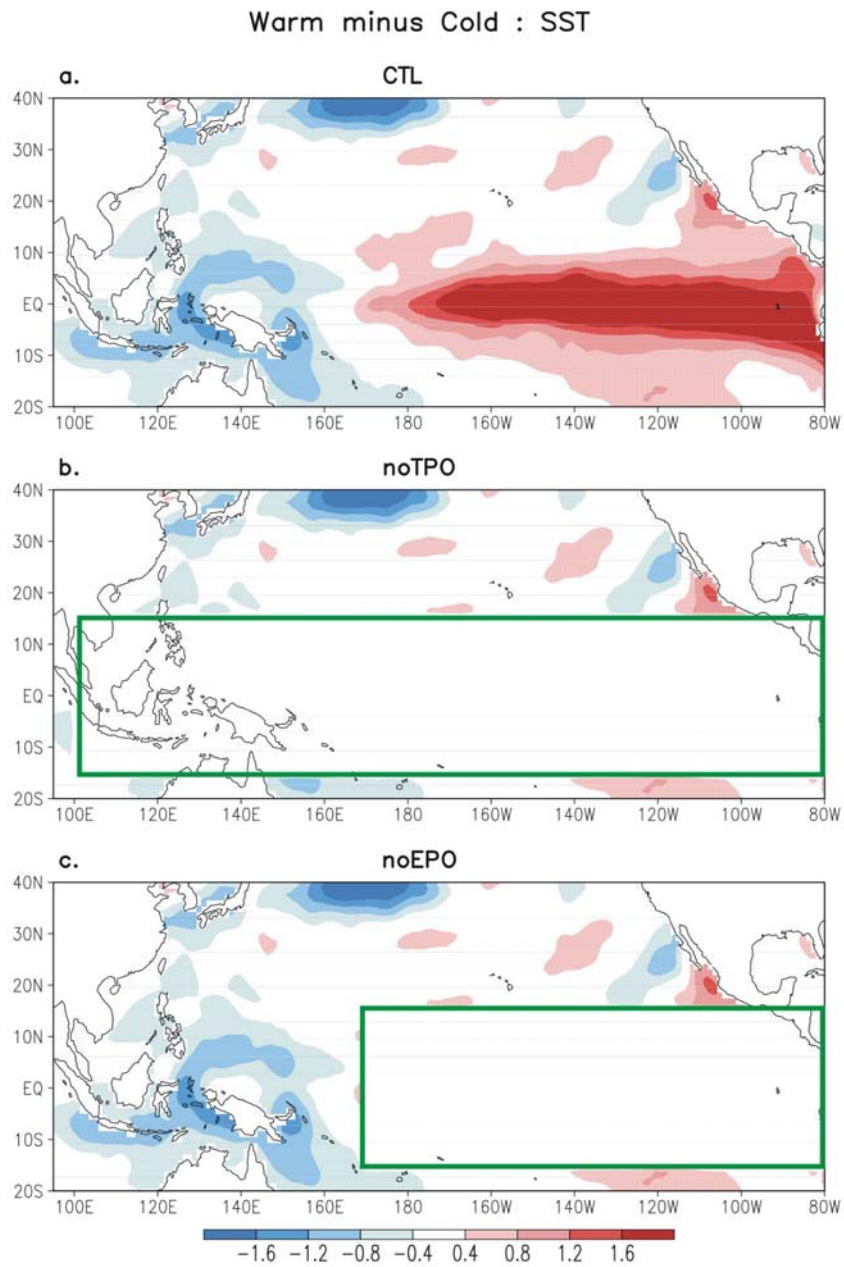 Warm minus Cold : SST
a.
CTL
40N
30N
20N
10N
EQ
10S
20S
100E 120E 140E 160E 180 160W 140W 120W 100W 80W
b.
noTPO
40N
30N
20N
10N
EQ
10S
20S
100E 120E 140E 160E 180 160W 140W 120W 100W 80W
c.
noEPO
40N
30N
20N
10N
EQ
10S
20S
100E 120E 140E 160E 180 160W 140W 120W 100W 80W
-1.6 -1.2 -0.8 -0.4 0.4 0.8 1.2 1.6